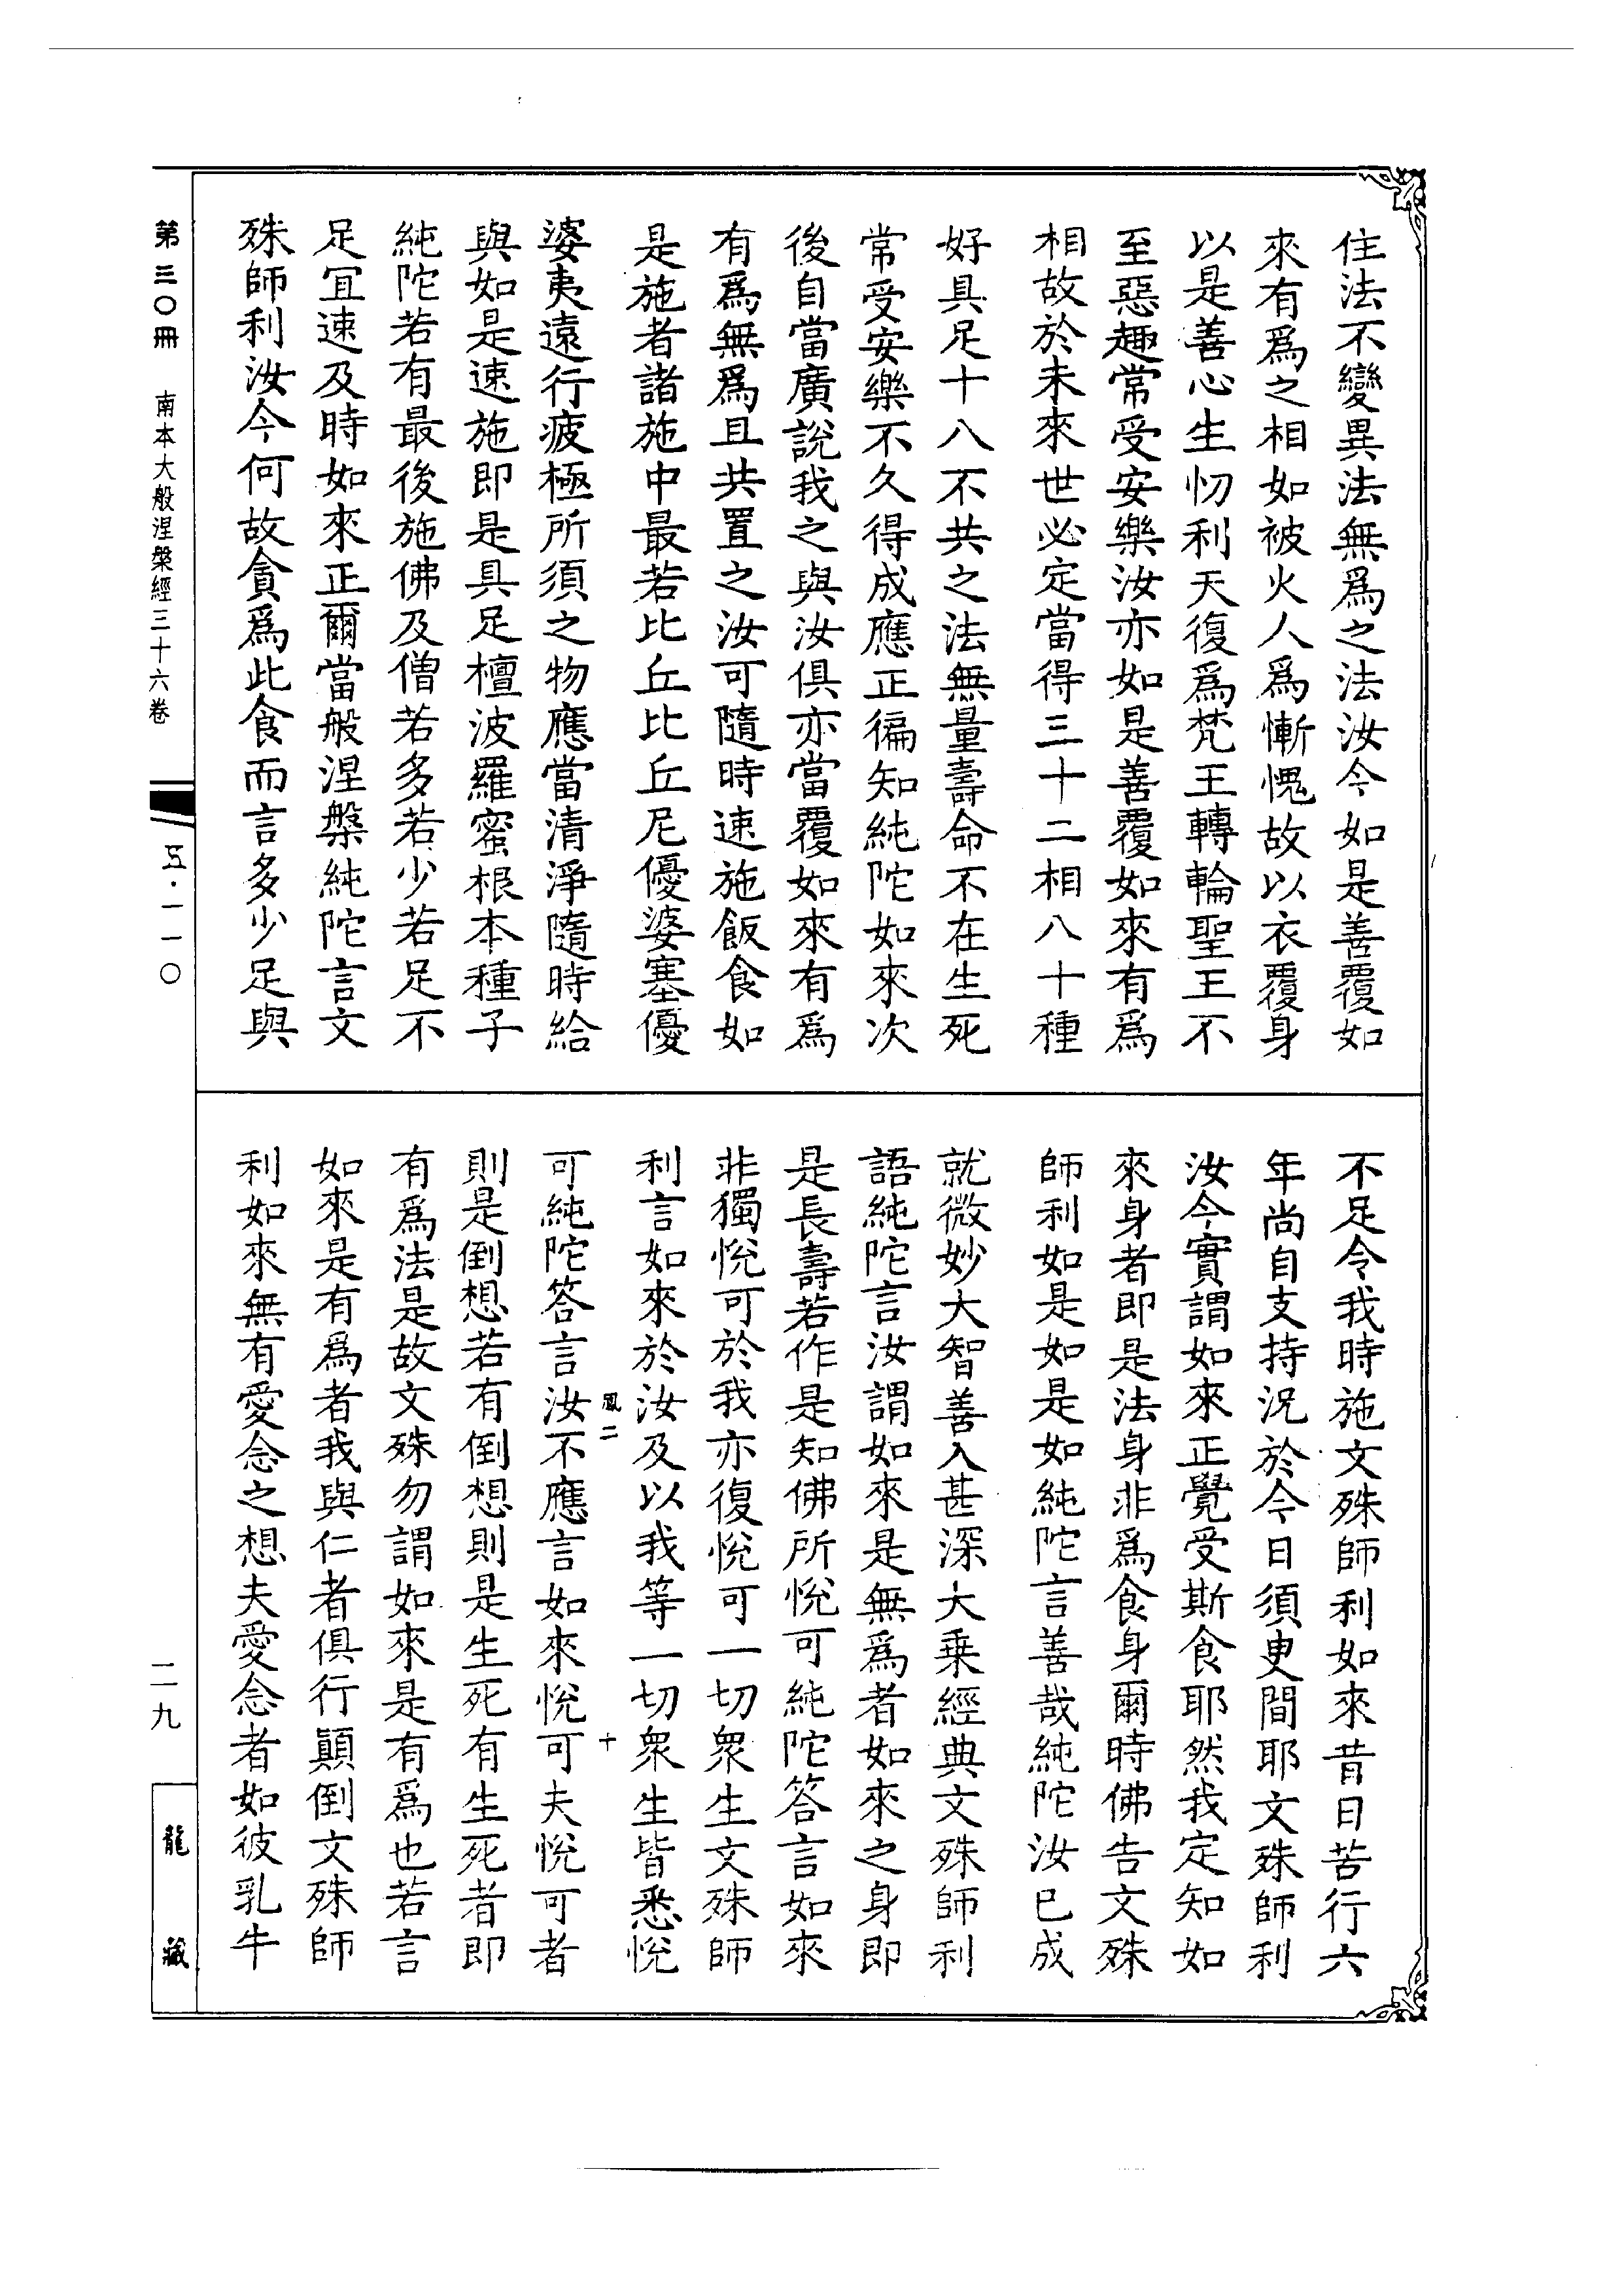 住法不變異法無爲之法汝今如是善覆如
來有爲之相如被火人爲慚愧故以衣覆身
以是善心生忉利天復爲梵王轉輪聖王不
至惡趣常受安樂汝亦如是善覆如來有爲
相故於未來世必定當得三十二相八十種
好具足十八不共之法無量壽命不在生死
常受安樂不久得成應正徧知純陀如來次
後自當廣說我之與汝俱亦當覆如來有爲
有爲無爲且共置之汝可隨時速施飯食如
是施者諸施中最若比丘比丘尼優婆塞優
婆夷遠行疲極所須之物應當清淨隨時給
與如是速施即是具足檀波羅蜜根本種子
純陀若有最後施佛及僧若多若少若足不
足宜速及時如來正爾當般涅槃純陀言文
殊師利汝今何故貪爲此食而言多少足與
不足令我時施文殊師利如來昔日苦行六
年尚自支持況於今日須臾間耶文殊師利
汝今實謂如來正覺受斯食耶然我定知如
來身者即是法身非爲食身爾時佛告文殊
師利如是如是如純陀言善哉純陀汝已成
就微妙大智善入甚深大乘經典文殊師利
語純陀言汝謂如來是無爲者如來之身即
是長壽若作是知佛所悅可純陀答言如來
非獨悅可於我亦復悅可一切眾生文殊師
利言如來於汝及以我等一切眾生皆悉悅
鳳二 十
可純陀答言汝不應言如來悅可夫悅可者
則是倒想若有倒想則是生死有生死者即
有爲法是故文殊勿謂如來是有爲也若言
如來是有爲者我與仁者俱行顛倒文殊師
利如來無有愛念之想夫愛念者如彼乳牛
第三〇冊 南本大般涅槃經三十六卷 五·一一〇
二九
龍藏